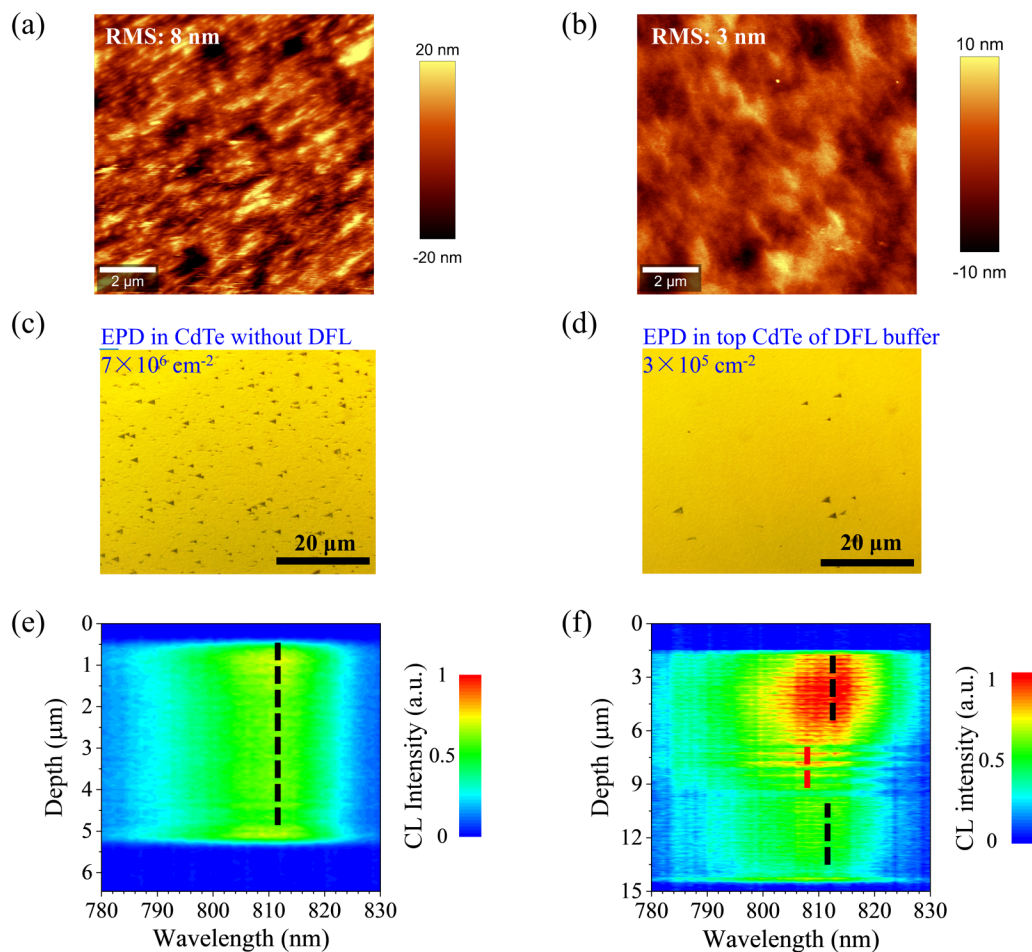 (a)
RMS: 8 nm
20 nm
-20 nm
2 μm
(b)
RMS: 3 nm
10 nm
-10 nm
2 μm
(c)
EPD in CdTe without DFL
7×10⁶ cm⁻²
20 μm
(d)
EPD in top CdTe of DFL buffer
3×10⁵ cm⁻²
20 μm
(e)
0
1
2
3
4
5
6
Depth (μm)
780 790 800 810 820 830
Wavelength (nm)
CL Intensity (a.u.)
1
0.5
0
(f)
0
3
6
9
12
15
Depth (μm)
780 790 800 810 820 830
Wavelength (nm)
CL intensity (a.u.)
1
0.5
0